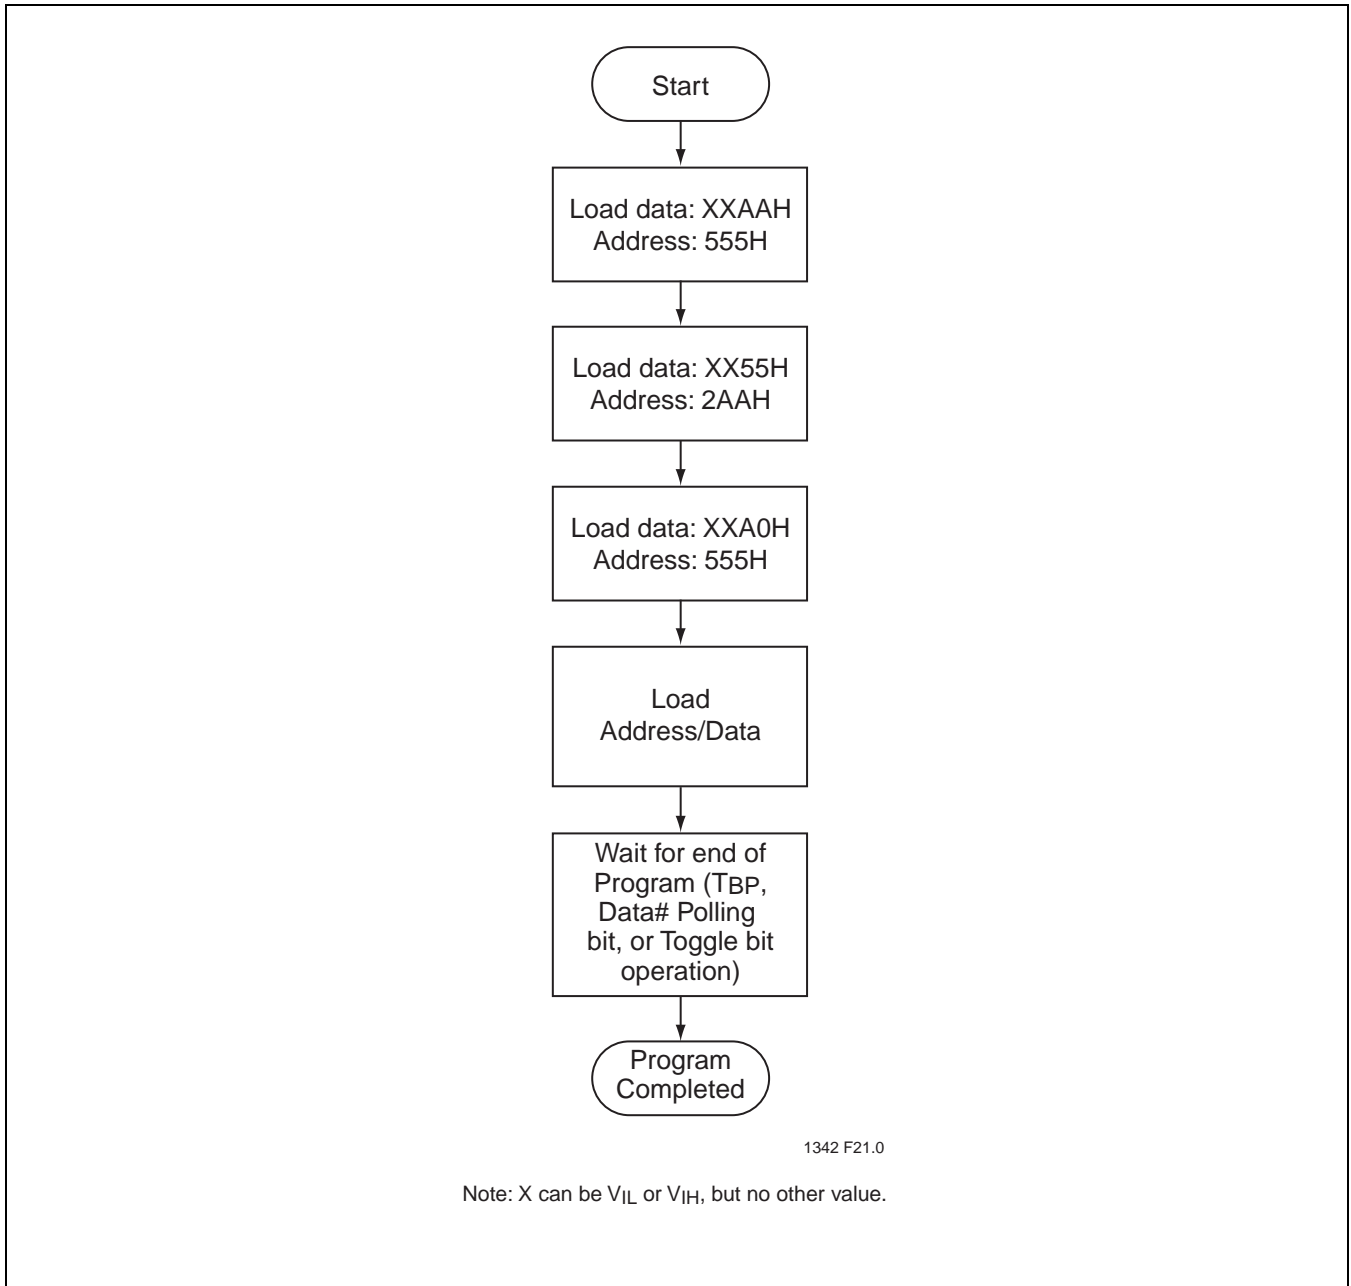 Start
Load data: XXAAH
Address: 555H
Load data: XX55H
Address: 2AAH
Load data: XXA0H
Address: 555H
Load
Address/Data
Wait for end of
Program (TBP,
Data# Polling
bit, or Toggle bit
operation)
Program
Completed
1342 F21.0
Note: X can be VIL or VIH, but no other value.